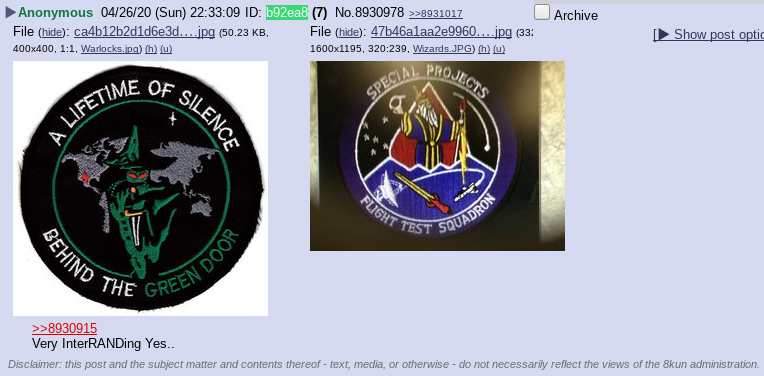 ▶Anonymous 04/26/20 (Sun) 22:33:09 ID: b92ea8 (7) No.8930978 >>8931017
File (hide): ca4b12b2d1d6e3d….jpg (50.23 KB, 400x400, 1:1, Warlocks.jpg) (h) (u)
File (hide): 47b46a1aa2e9960….jpg (332
1600x1195, 320:239, Wizards.JPG) (h) (u)
Archive
[▶ Show post optio
A LIFETIME OF SILENCE
BEHIND THE GREEN DOOR
SPECIAL PROJECTS
FLIGHT TEST SQUADRON
>>8930915
Very InterRANDing Yes..
Disclaimer: this post and the subject matter and contents thereof - text, media, or otherwise - do not necessarily reflect the views of the 8kun administration.